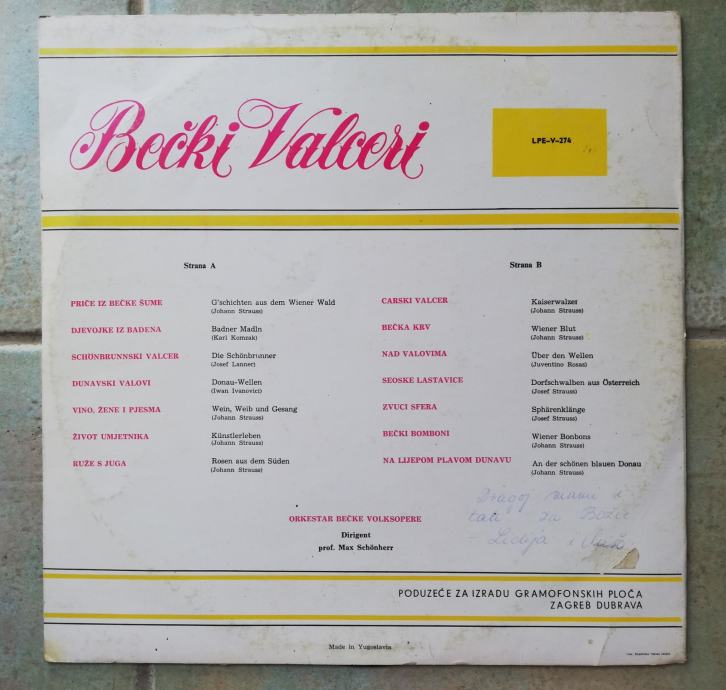 Bečki Valceri
LPE-V-274
Strana A
PRIČE IZ BEČKE ŠUME G'schichten aus dem Wiener Wald
(Johann Strauss)
DJEVOJKE IZ BADENA Badner Madln
(Karl Komzak)
SCHÖNBRUNNSKI VALCER Die Schönbrunner
(Josef Lanner)
DUNAVSKI VALOVI Donau-Wellen
(Iwan Ivanovici)
VINO, ŽENE I PJESMA Wein, Weib und Gesang
(Johann Strauss)
ŽIVOT UMJETNIKA Künstlerleben
(Johann Strauss)
RUŽE S JUGA Rosen aus dem Süden
(Johann Strauss)
Strana B
CARSKI VALCER Kaiserwalzer
(Johann Strauss)
BEČKA KRV Wiener Blut
(Johann Strauss)
NAD VALOVIMA Über den Wellen
(Juventino Rosas)
SEOSKE LASTAVICE Dorfschwalben aus Österreich
(Josef Strauss)
ZVUCI SFERA Sphärenklänge
(Josef Strauss)
BEČKI BOMBONI Wiener Bonbons
(Johann Strauss)
NA LIJEPOM PLAVOM DUNAVU An der schönen blauen Donau
(Johann Strauss)
Dragoj mami i
tati za Božić
- Lidija i
ORKESTAR BEČKE VOLKSOPERE
Dirigent
prof. Max Schönherr
PODUZEĆE ZA IZRADU GRAMOFONSKIH PLOČA
ZAGREB DUBRAVA
Made in Yugoslavia